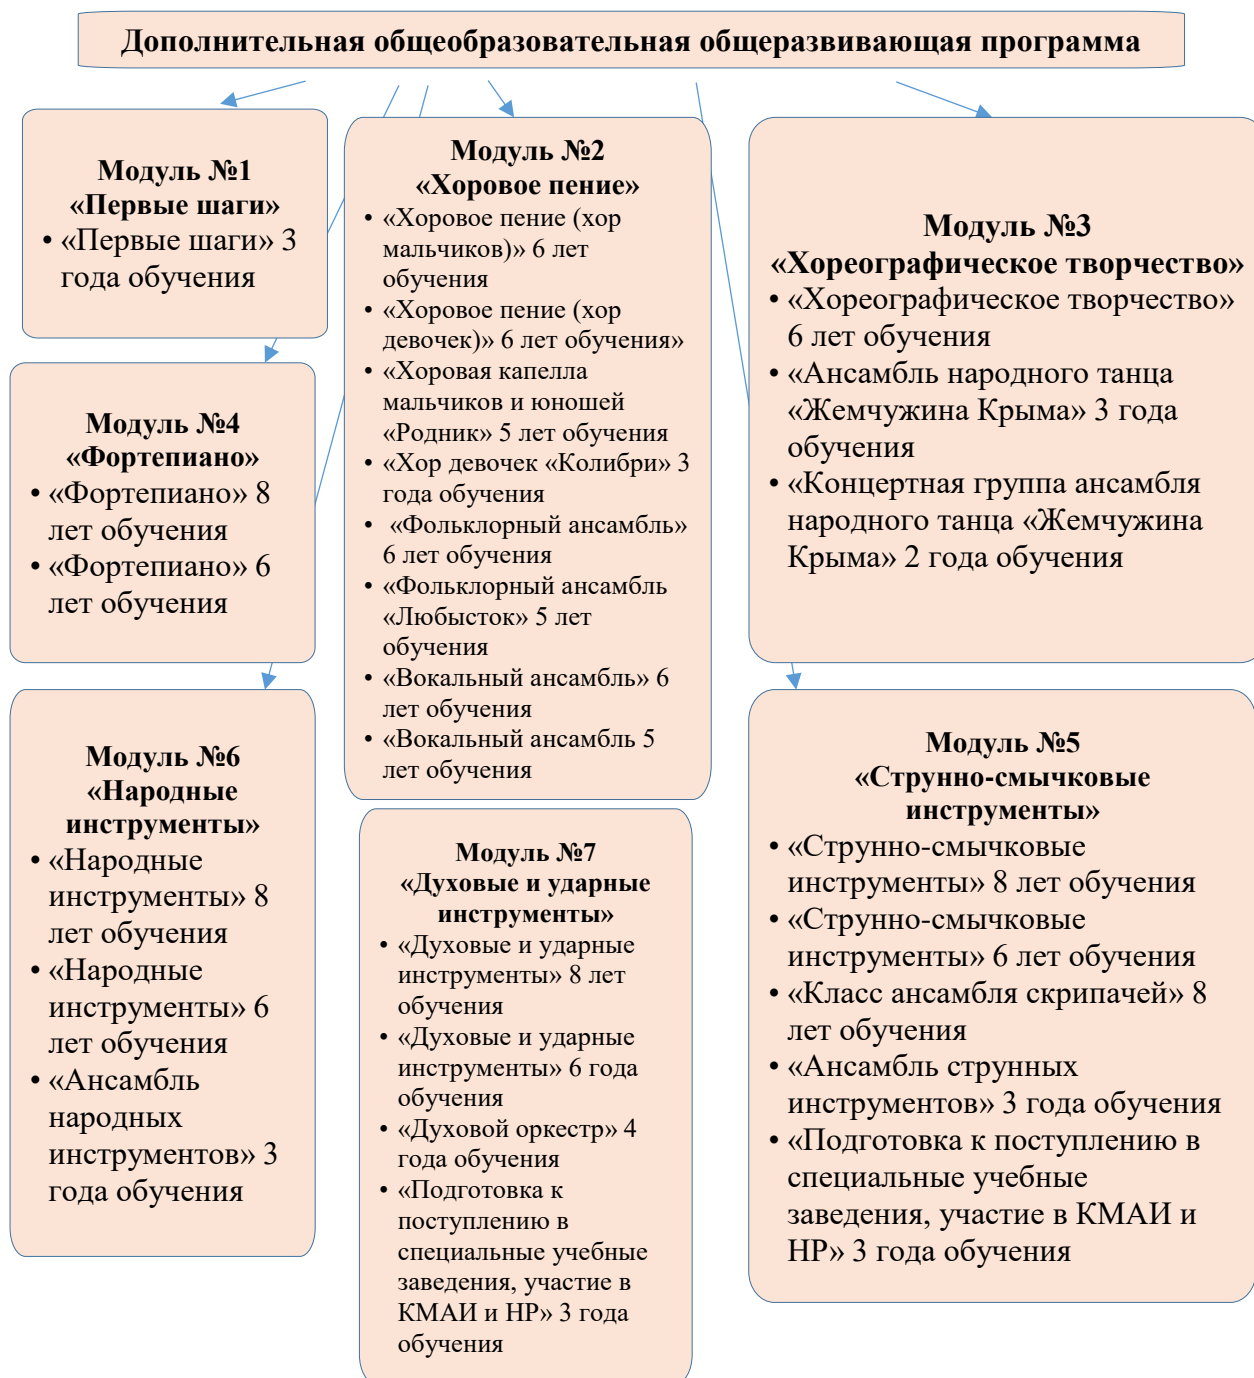 Дополнительная общеобразовательная общеразвивающая программа
Модуль №1
«Первые шаги»
• «Первые шаги» 3
года обучения
Модуль №2
«Хоровое пение»
• «Хоровое пение (хор
мальчиков)» 6 лет
обучения
• «Хоровое пение (хор
девочек)» 6 лет обучения»
• «Хоровая капелла
мальчиков и юношей
«Родник» 5 лет обучения
• «Хор девочек «Колибри» 3
года обучения
• «Фольклорный ансамбль»
6 лет обучения
• «Фольклорный ансамбль
«Любысток» 5 лет
обучения
• «Вокальный ансамбль» 6
лет обучения
• «Вокальный ансамбль 5
лет обучения
Модуль №3
«Хореографическое творчество»
• «Хореографическое творчество»
6 лет обучения
• «Ансамбль народного танца
«Жемчужина Крыма» 3 года
обучения
• «Концертная группа ансамбля
народного танца «Жемчужина
Крыма» 2 года обучения
Модуль №4
«Фортепиано»
• «Фортепиано» 8
лет обучения
• «Фортепиано» 6
лет обучения
Модуль №6
«Народные
инструменты»
• «Народные
инструменты» 8
лет обучения
• «Народные
инструменты» 6
лет обучения
• «Ансамбль
народных
инструментов» 3
года обучения
Модуль №7
«Духовые и ударные
инструменты»
• «Духовые и ударные
инструменты» 8 лет
обучения
• «Духовые и ударные
инструменты» 6 года
обучения
• «Духовой оркестр» 4
года обучения
• «Подготовка к
поступлению в
специальные учебные
заведения, участие в
КМАИ и НР» 3 года
обучения
Модуль №5
«Струнно-смычковые
инструменты»
• «Струнно-смычковые
инструменты» 8 лет обучения
• «Струнно-смычковые
инструменты» 6 лет обучения
• «Класс ансамбля скрипачей» 8
лет обучения
• «Ансамбль струнных
инструментов» 3 года обучения
• «Подготовка к поступлению в
специальные учебные
заведения, участие в КМАИ и
НР» 3 года обучения